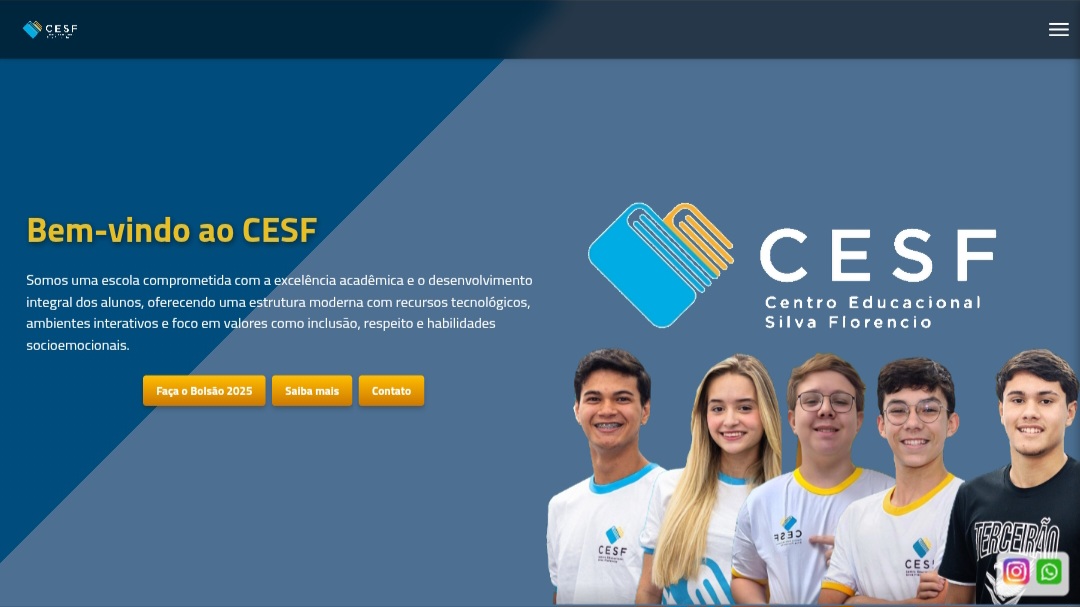 CESF
Bem-vindo ao CESF
Somos uma escola comprometida com a excelência acadêmica e o desenvolvimento
integral dos alunos, oferecendo uma estrutura moderna com recursos tecnológicos,
ambientes interativos e foco em valores como inclusão, respeito e habilidades
socioemocionais.
Faça o Bolsão 2025
Saiba mais
Contato
CESF
Centro Educacional
Silva Florencio
CESF
CESF
CES
TERCEIRÃO